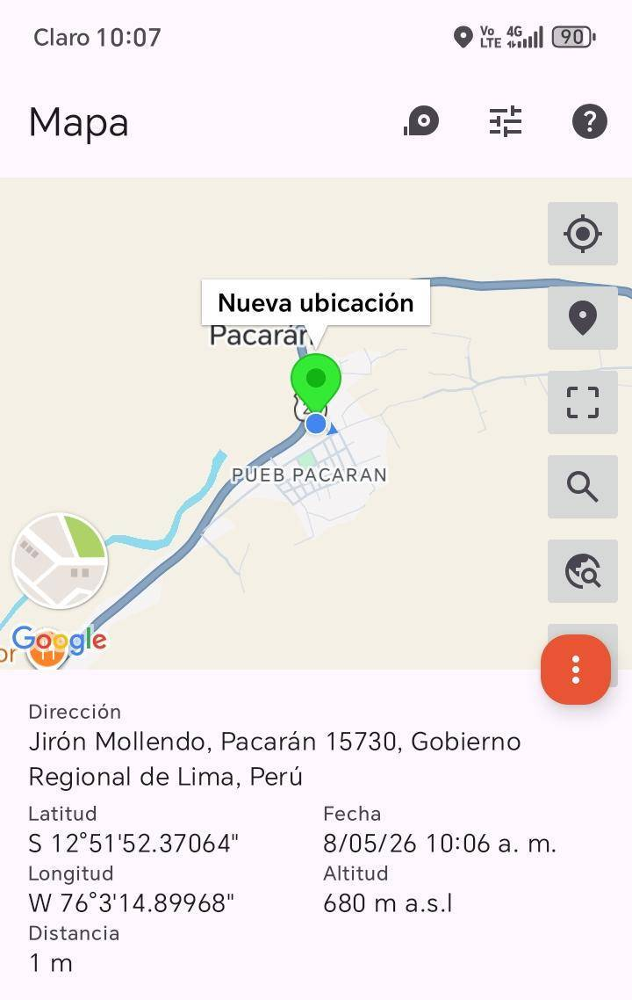 Claro 10:07
Vo LTE 4G 90
Mapa
Nueva ubicación
Pacarán
2
PUEB PACARAN
Google
or
Dirección
Jirón Mollendo, Pacarán 15730, Gobierno
Regional de Lima, Perú
Latitud
S 12°51'52.37064"
Fecha
8/05/26 10:06 a. m.
Longitud
W 76°3'14.89968"
Altitud
680 m a.s.l
Distancia
1 m